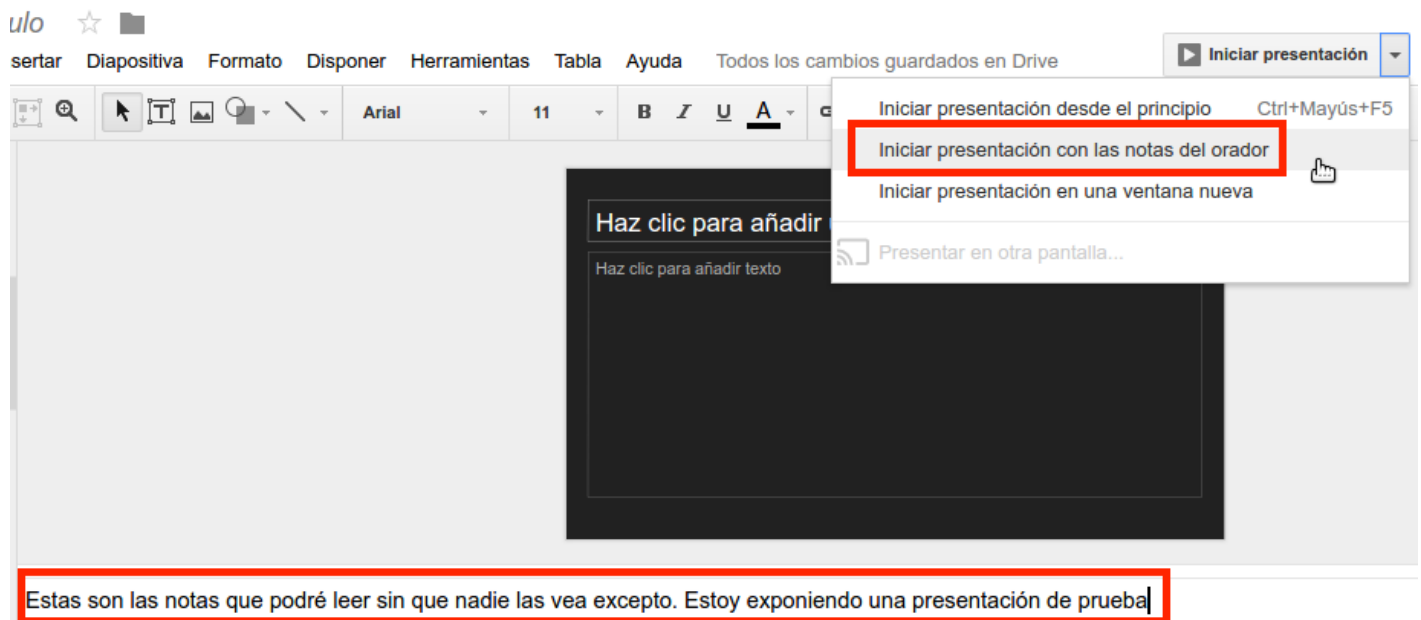 ulo
sertar Diapositiva Formato Disponer Herramientas Tabla Ayuda Todos los cambios guardados en Drive
Iniciar presentación
Arial 11 B I U A
Iniciar presentación desde el principio Ctrl+Mayús+F5
Iniciar presentación con las notas del orador
Iniciar presentación en una ventana nueva
Presentar en otra pantalla...
Haz clic para añadir
Haz clic para añadir texto
Estas son las notas que podré leer sin que nadie las vea excepto. Estoy exponiendo una presentación de prueba